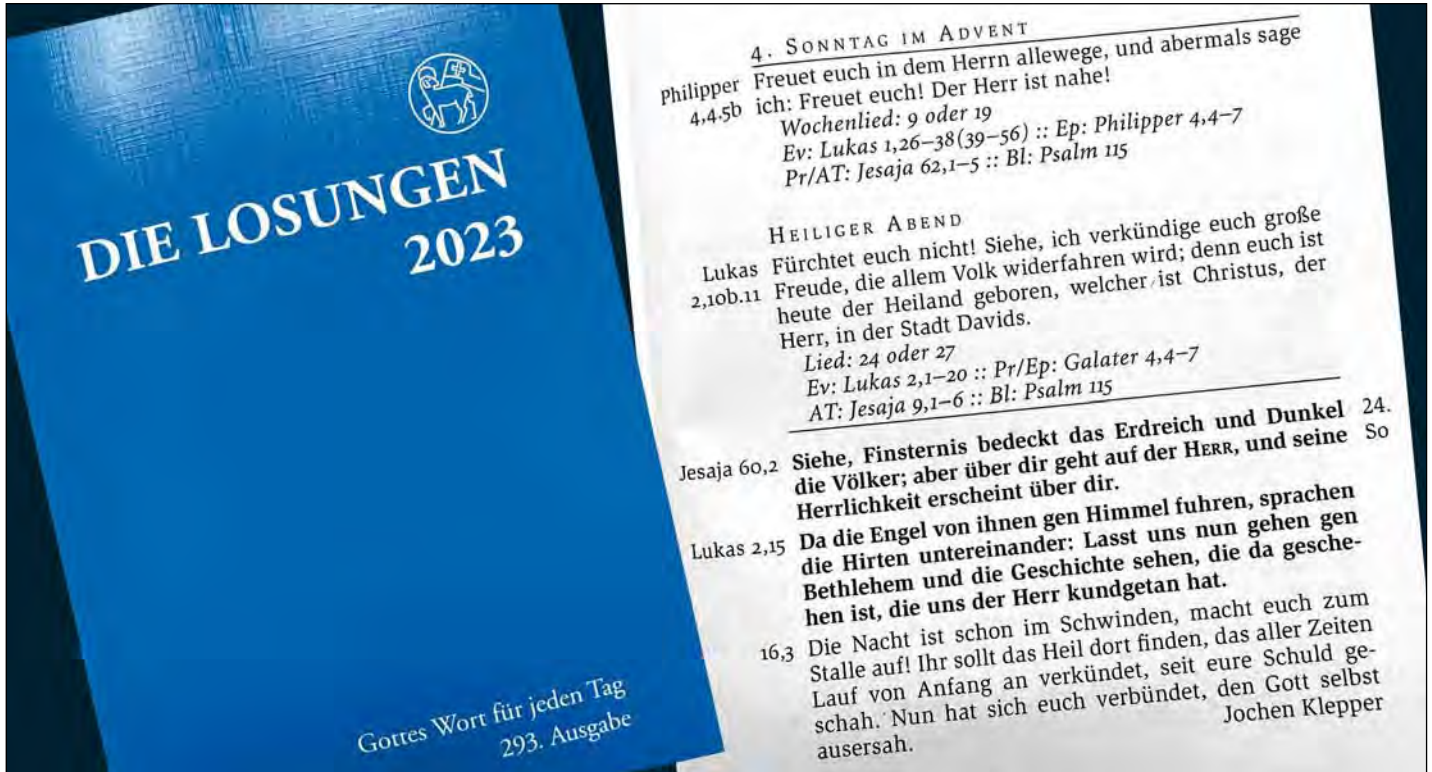 DIE LOSUNGEN
2023
Gottes Wort für jeden Tag
293. Ausgabe
4. SONNTAG IM ADVENT
Philipper Freuet euch in dem Herrn allewege, und abermals sage
4,4.5b ich: Freuet euch! Der Herr ist nahe!
Wochenlied: 9 oder 19
Ev: Lukas 1,26–38(39–56) :: Ep: Philipper 4,4–7
Pr/AT: Jesaja 62,1–5 :: Bl: Psalm 115
HEILIGER ABEND
Lukas Fürchtet euch nicht! Siehe, ich verkündige euch große
2,10b.11 Freude, die allem Volk widerfahren wird; denn euch ist
heute der Heiland geboren, welcher ist Christus, der
Herr, in der Stadt Davids.
Lied: 24 oder 27
Ev: Lukas 2,1–20 :: Pr/Ep: Galater 4,4–7
AT: Jesaja 9,1–6 :: Bl: Psalm 115
Jesaja 60,2 Siehe, Finsternis bedeckt das Erdreich und Dunkel 24.
die Völker; aber über dir geht auf der HERR, und seine So
Herrlichkeit erscheint über dir.
Lukas 2,15 Da die Engel von ihnen gen Himmel fuhren, sprachen
die Hirten untereinander: Lasst uns nun gehen gen
Bethlehem und die Geschichte sehen, die da gesche-
hen ist, die uns der Herr kundgetan hat.
16,3 Die Nacht ist schon im Schwinden, macht euch zum
Stalle auf! Ihr sollt das Heil dort finden, das aller Zeiten
Lauf von Anfang an verkündet, seit eure Schuld ge-
schah. Nun hat sich euch verbündet, den Gott selbst
ausersah. Jochen Klepper